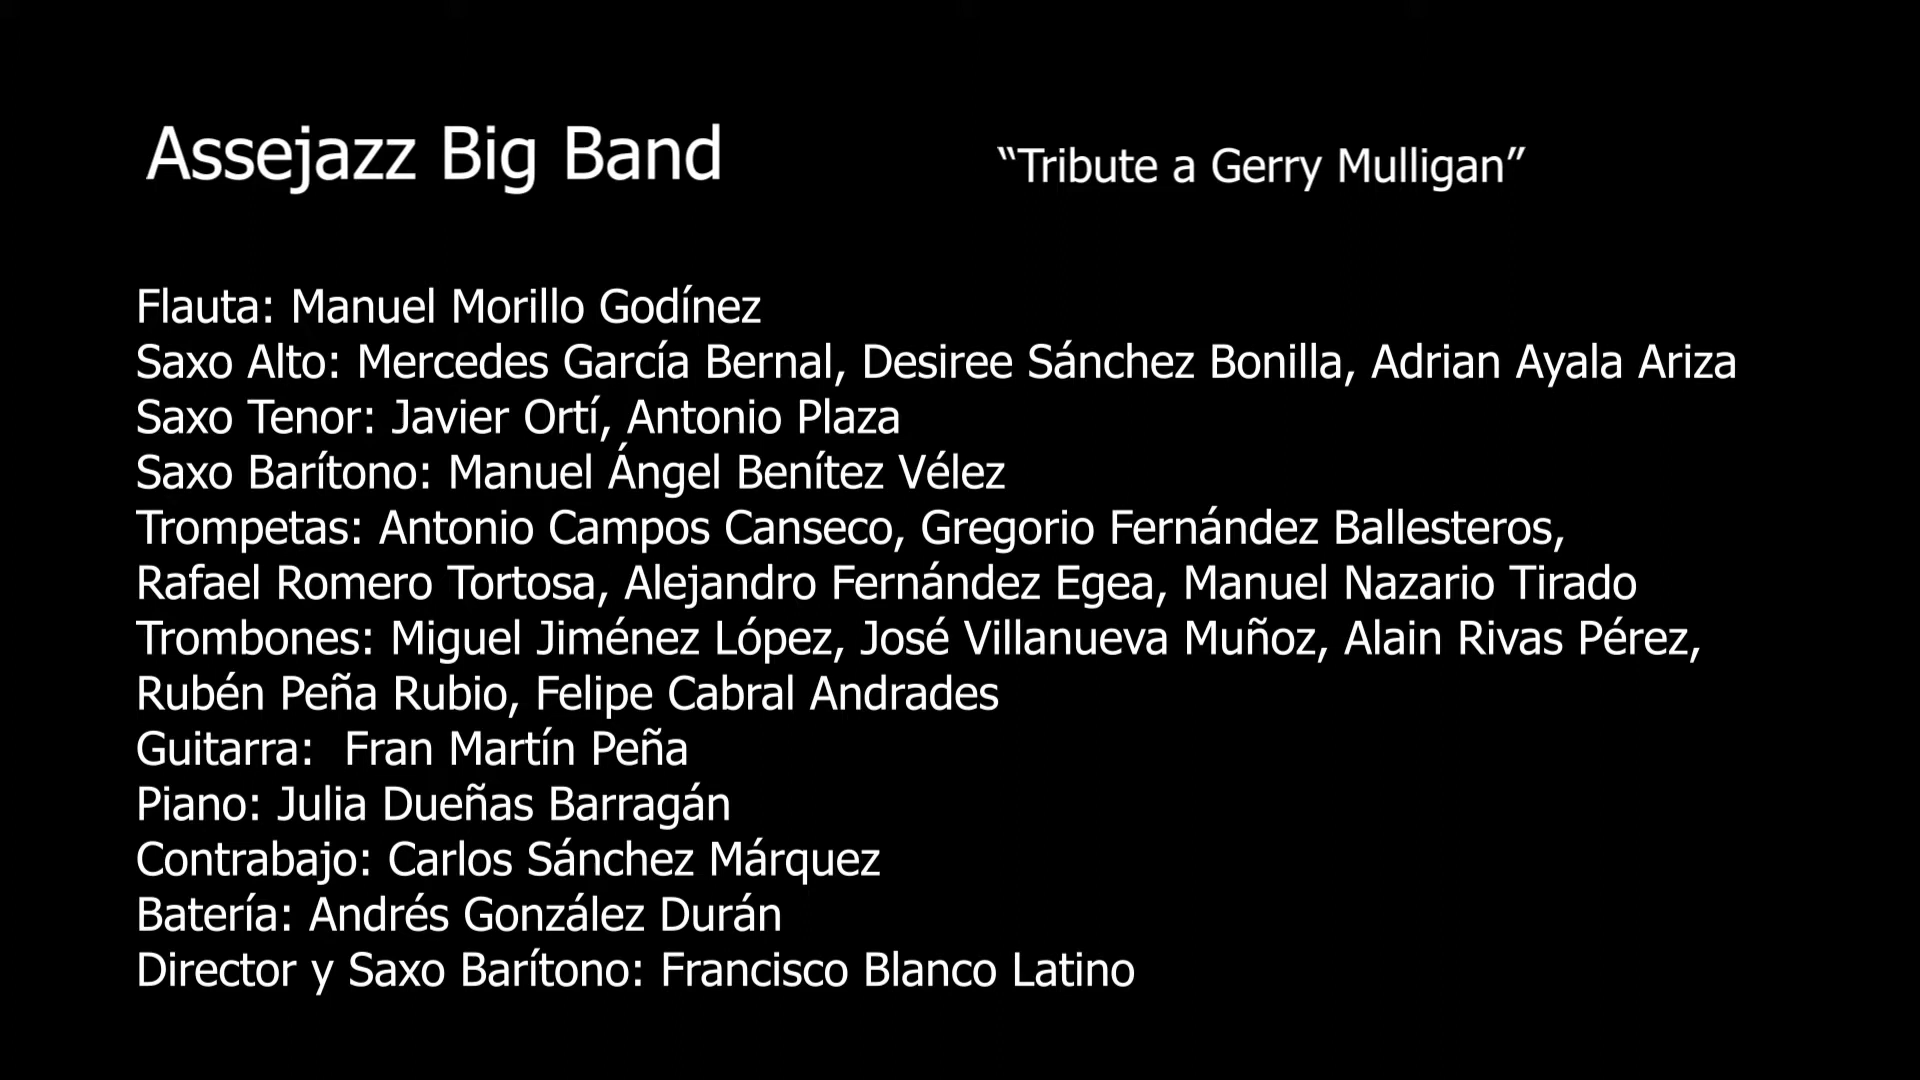 Assejazz Big Band
“Tribute a Gerry Mulligan”
Flauta: Manuel Morillo Godínez
Saxo Alto: Mercedes García Bernal, Desiree Sánchez Bonilla, Adrian Ayala Ariza
Saxo Tenor: Javier Ortí, Antonio Plaza
Saxo Barítono: Manuel Ángel Benítez Vélez
Trompetas: Antonio Campos Canseco, Gregorio Fernández Ballesteros,
Rafael Romero Tortosa, Alejandro Fernández Egea, Manuel Nazario Tirado
Trombones: Miguel Jiménez López, José Villanueva Muñoz, Alain Rivas Pérez,
Rubén Peña Rubio, Felipe Cabral Andrades
Guitarra:  Fran Martín Peña
Piano: Julia Dueñas Barragán
Contrabajo: Carlos Sánchez Márquez
Batería: Andrés González Durán
Director y Saxo Barítono: Francisco Blanco Latino